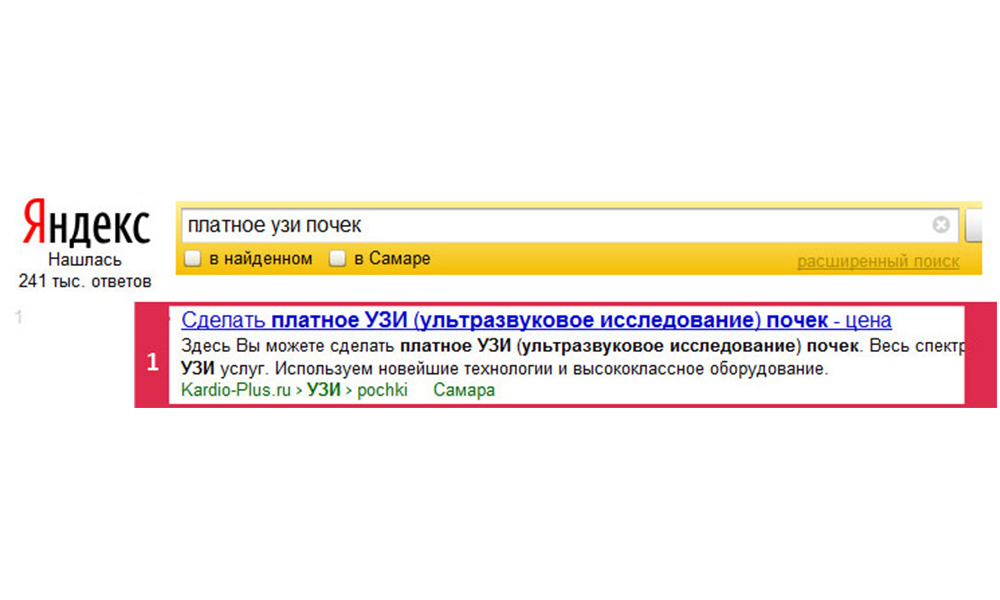 Яндекс
Нашлась
241 тыс. ответов
платное узи почек
в найденном в Самаре
расширенный поиск
1
1
Сделать платное УЗИ (ультразвуковое исследование) почек - цена
Здесь Вы можете сделать платное УЗИ (ультразвуковое исследование) почек. Весь спектр
УЗИ услуг. Используем новейшие технологии и высококлассное оборудование.
Kardio-Plus.ru › УЗИ › pochki Самара